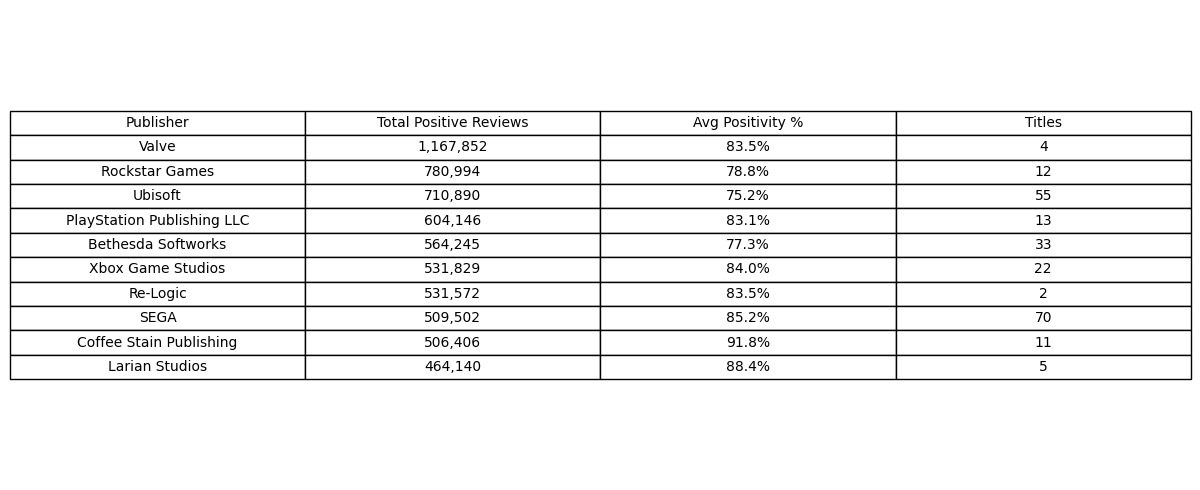 Publisher Total Positive Reviews Avg Positivity % Titles
Valve 1,167,852 83.5% 4
Rockstar Games 780,994 78.8% 12
Ubisoft 710,890 75.2% 55
PlayStation Publishing LLC 604,146 83.1% 13
Bethesda Softworks 564,245 77.3% 33
Xbox Game Studios 531,829 84.0% 22
Re-Logic 531,572 83.5% 2
SEGA 509,502 85.2% 70
Coffee Stain Publishing 506,406 91.8% 11
Larian Studios 464,140 88.4% 5